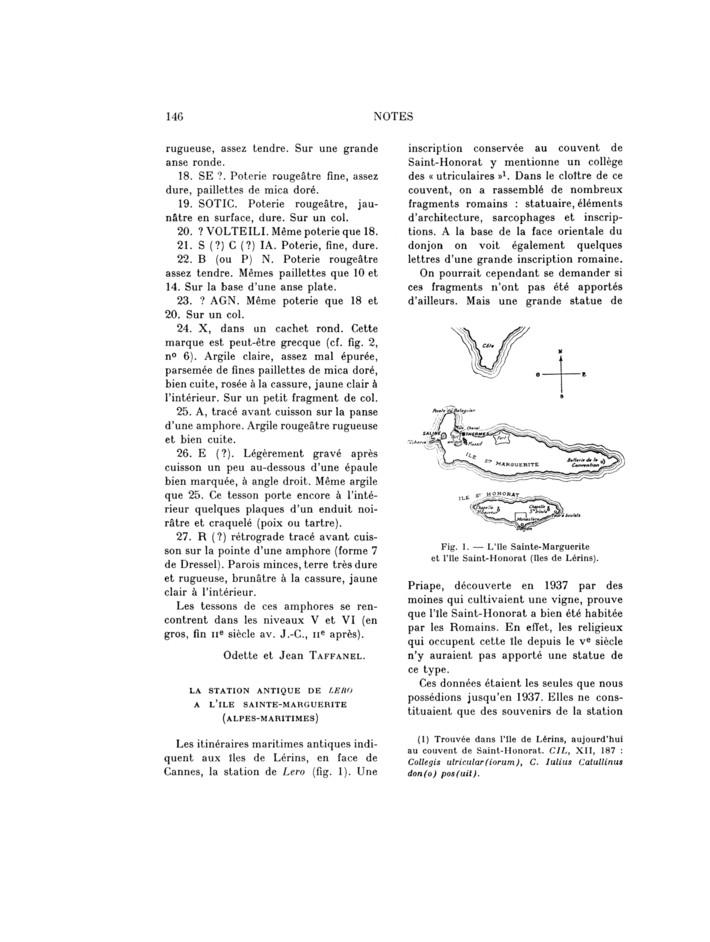 146
NOTES
rugueuse, assez tendre. Sur une grande
anse ronde.
18. SE ?. Poterie rougeâtre fine, assez
dure, paillettes de mica doré.
19. SOTIC. Poterie rougeâtre, jau-
nâtre en surface, dure. Sur un col.
20. ? VOLTEILI. Même poterie que 18.
21. S (?) C (?) IA. Poterie, fine, dure.
22. B (ou P) N. Poterie rougeâtre
assez tendre. Mêmes paillettes que 10 et
14. Sur la base d'une anse plate.
23. ? AGN. Même poterie que 18 et
20. Sur un col.
24. X, dans un cachet rond. Cette
marque est peut-être grecque (cf. fig. 2,
nº 6). Argile claire, assez mal épurée,
parsemée de fines paillettes de mica doré,
bien cuite, rosée à la cassure, jaune clair à
l'intérieur. Sur un petit fragment de col.
25. A, tracé avant cuisson sur la panse
d'une amphore. Argile rougeâtre rugueuse
et bien cuite.
26. E (?). Légèrement gravé après
cuisson un peu au-dessous d'une épaule
bien marquée, à angle droit. Même argile
que 25. Ce tesson porte encore à l'inté-
rieur quelques plaques d'un enduit noi-
râtre et craquelé (poix ou tartre).
27. R (?) rétrograde tracé avant cuis-
son sur la pointe d'une amphore (forme 7
de Dressel). Parois minces, terre très dure
et rugueuse, brunâtre à la cassure, jaune
clair à l'intérieur.
Les tessons de ces amphores se ren-
contrent dans les niveaux V et VI (en
gros, fin IIe siècle av. J.-C., IIe après).
Odette et Jean TAFFANEL.
LA STATION ANTIQUE DE LERO
A L'ILE SAINTE-MARGUERITE
(ALPES-MARITIMES)
Les itinéraires maritimes antiques indi-
quent aux îles de Lérins, en face de
Cannes, la station de Lero (fig. 1). Une
inscription conservée au couvent de
Saint-Honorat y mentionne un collège
des « utriculaires »1. Dans le cloître de ce
couvent, on a rassemblé de nombreux
fragments romains : statuaire, éléments
d'architecture, sarcophages et inscrip-
tions. A la base de la face orientale du
donjon on voit également quelques
lettres d'une grande inscription romaine.
On pourrait cependant se demander si
ces fragments n'ont pas été apportés
d'ailleurs. Mais une grande statue de
Côte
N
O E
S
Pointe du Batéguier
SALINE
THERMES
Fort
ILE STE MARGUERITE
Batterie de la
Convention
ILE ST HONORAT
Chapelle
Chapelle
Monastère
Donjon
Fig. 1. — L'île Sainte-Marguerite
et l'île Saint-Honorat (îles de Lérins).
Priape, découverte en 1937 par des
moines qui cultivaient une vigne, prouve
que l'île Saint-Honorat a bien été habitée
par les Romains. En effet, les religieux
qui occupent cette île depuis le Ve siècle
n'y auraient pas apporté une statue de
ce type.
Ces données étaient les seules que nous
possédions jusqu'en 1937. Elles ne cons-
tituaient que des souvenirs de la station
(1) Trouvée dans l'île de Lérins, aujourd'hui
au couvent de Saint-Honorat. CIL, XII, 187 :
Collegis utricular(iorum), C. Iulius Catullinus
don(o) pos(uit).